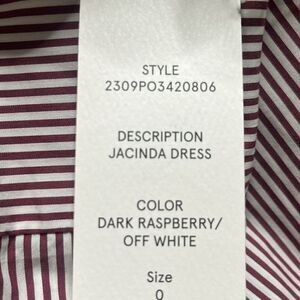 STYLE
2309PO3420806
DESCRIPTION
JACINDA DRESS
COLOR
DARK RASPBERRY/
OFF WHITE
Size
0